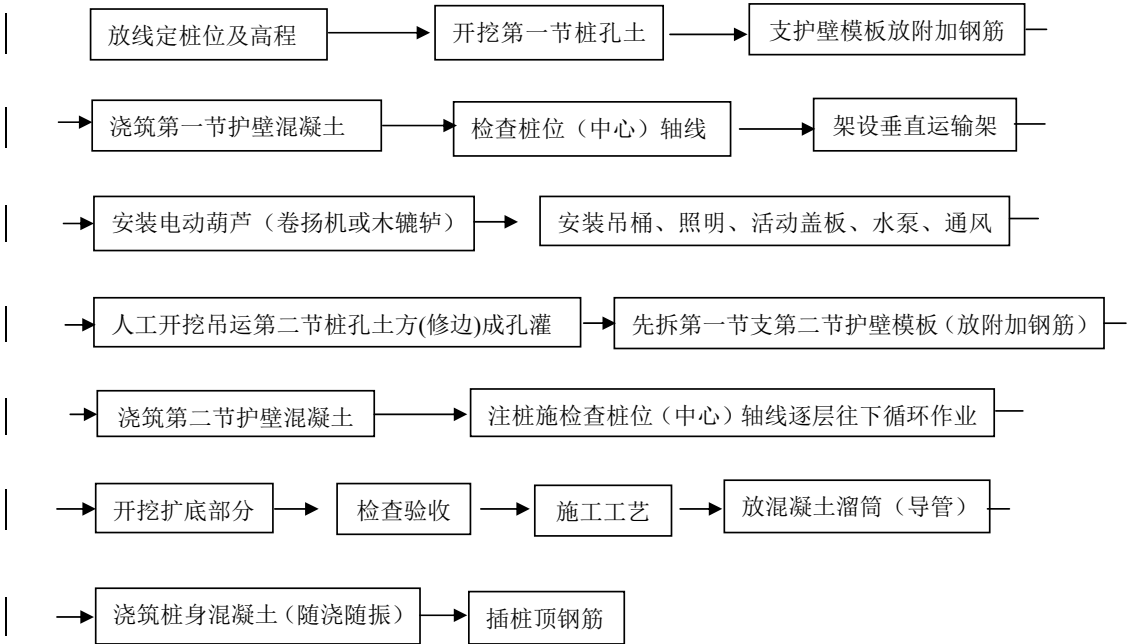 放线定桩位及高程 开挖第一节桩孔土 支护壁模板放附加钢筋
浇筑第一节护壁混凝土 检查桩位（中心）轴线 架设垂直运输架
安装电动葫芦（卷扬机或木辘轳） 安装吊桶、照明、活动盖板、水泵、通风
人工开挖吊运第二节桩孔土方(修边)成孔灌 先拆第一节支第二节护壁模板（放附加钢筋）
浇筑第二节护壁混凝土 注桩施检查桩位（中心）轴线逐层往下循环作业
开挖扩底部分 检查验收 施工工艺 放混凝土溜筒（导管）
浇筑桩身混凝土（随浇随振） 插桩顶钢筋